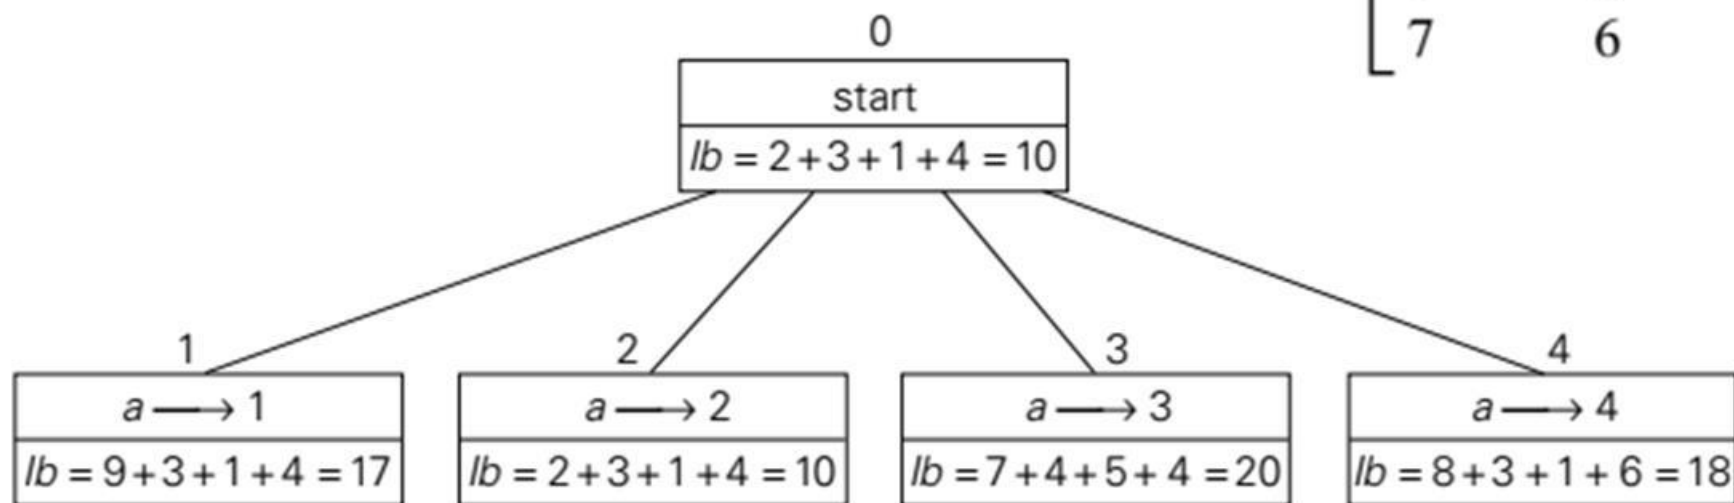 0
7 6
start
lb = 2+3+1+4 = 10
1 2 3 4
a ⟶ 1 a ⟶ 2 a ⟶ 3 a ⟶ 4
lb = 9+3+1+4 = 17 lb = 2+3+1+4 = 10 lb = 7+4+5+4 = 20 lb = 8+3+1+6 = 18